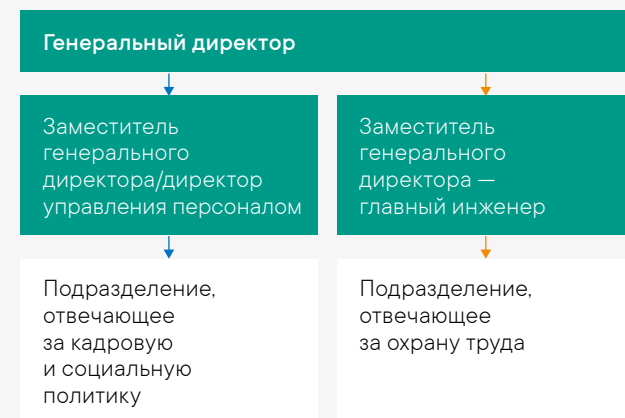 Генеральный директор
Заместитель
генерального
директора/директор
управления персоналом
Заместитель
генерального
директора —
главный инженер
Подразделение,
отвечающее
за кадровую
и социальную
политику
Подразделение,
отвечающее
за охрану труда